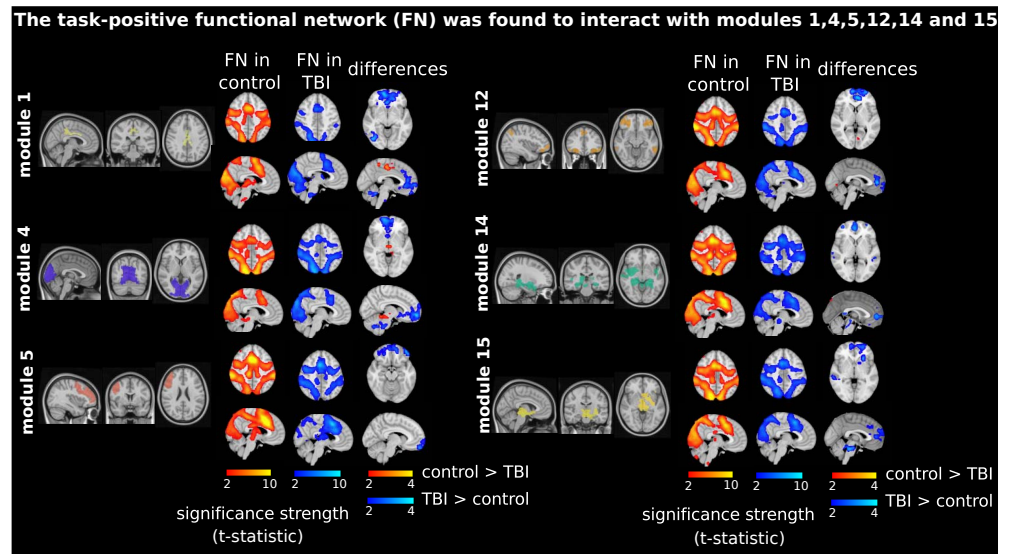 The task-positive functional network (FN) was found to interact with modules 1,4,5,12,14 and 15
FN in control
FN in TBI
differences
module 1
module 4
module 5
2 10
2 10
2 4
control > TBI
2 4
TBI > control
significance strength
(t-statistic)
FN in control
FN in TBI
differences
module 12
module 14
module 15
2 10
2 10
2 4
control > TBI
2 4
TBI > control
significance strength
(t-statistic)